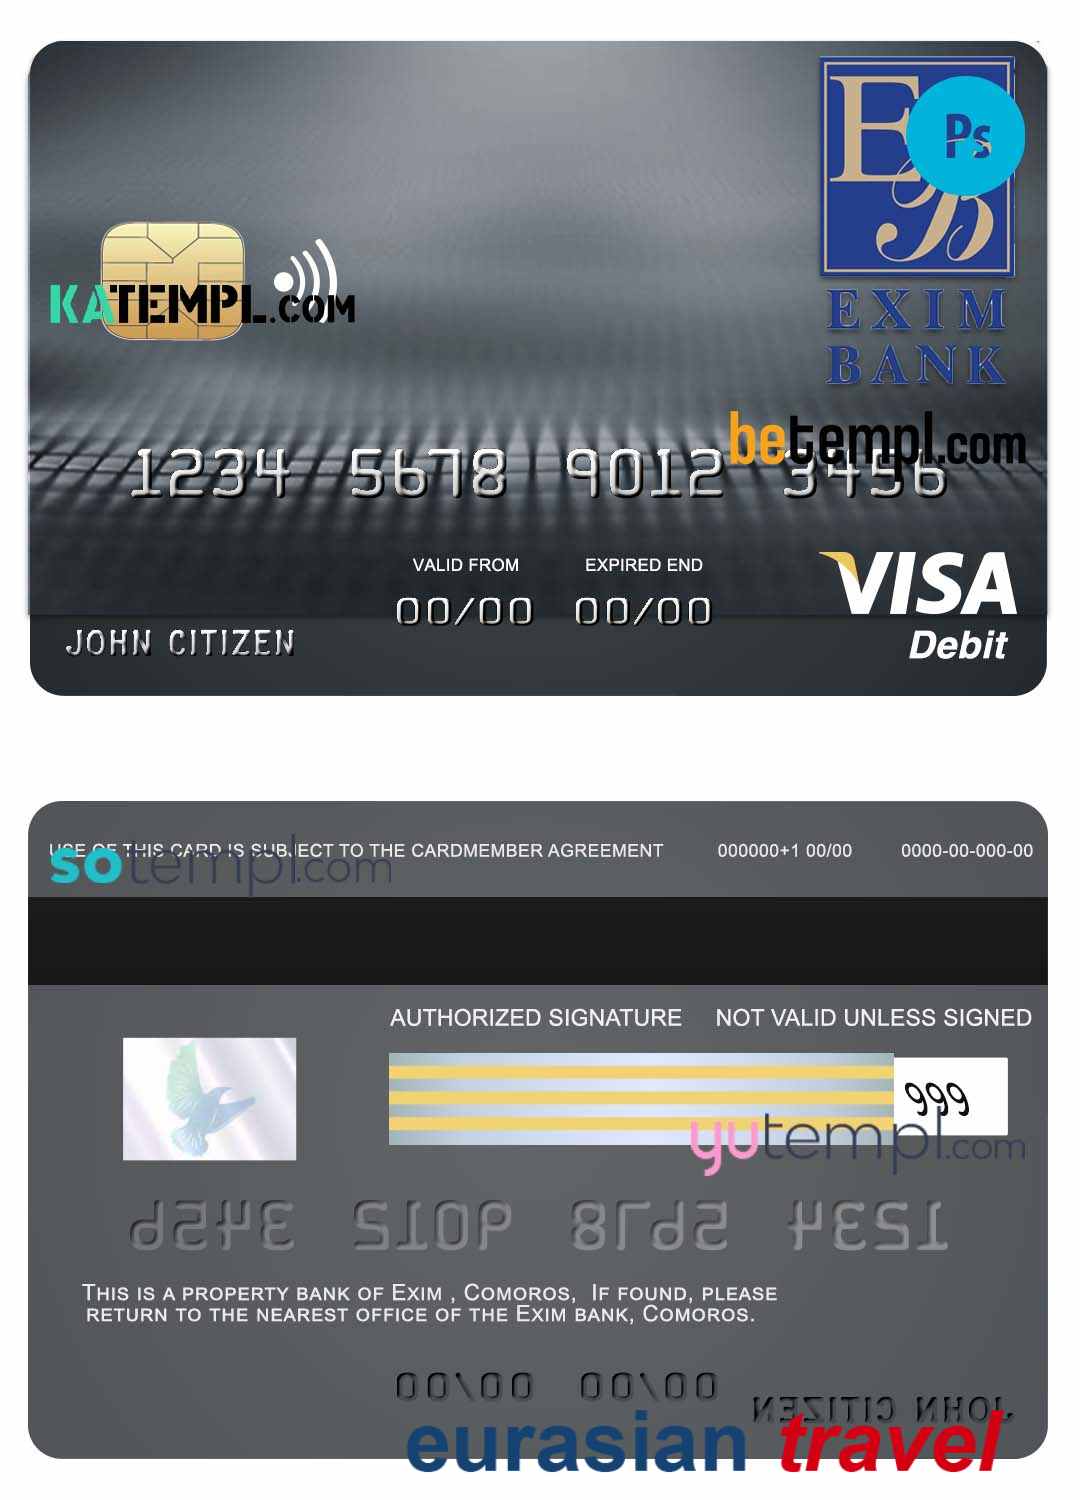 EB
Ps
EXIM
BANK
KATEMPL.COM
betempl.com
1234 5678 9012 3456
VALID FROM EXPIRED END
00/00 00/00
JOHN CITIZEN
VISA
Debit
USE OF THIS CARD IS SUBJECT TO THE CARDMEMBER AGREEMENT 000000+1 00/00 0000-00-000-00
sotempl.com
AUTHORIZED SIGNATURE NOT VALID UNLESS SIGNED
999
yutempl.com
1234 5678 9012 3456
THIS IS A PROPERTY BANK OF EXIM , COMOROS, IF FOUND, PLEASE
RETURN TO THE NEAREST OFFICE OF THE EXIM BANK, COMOROS.
00/00 00/00
JOHN CITIZEN
eurasian travel